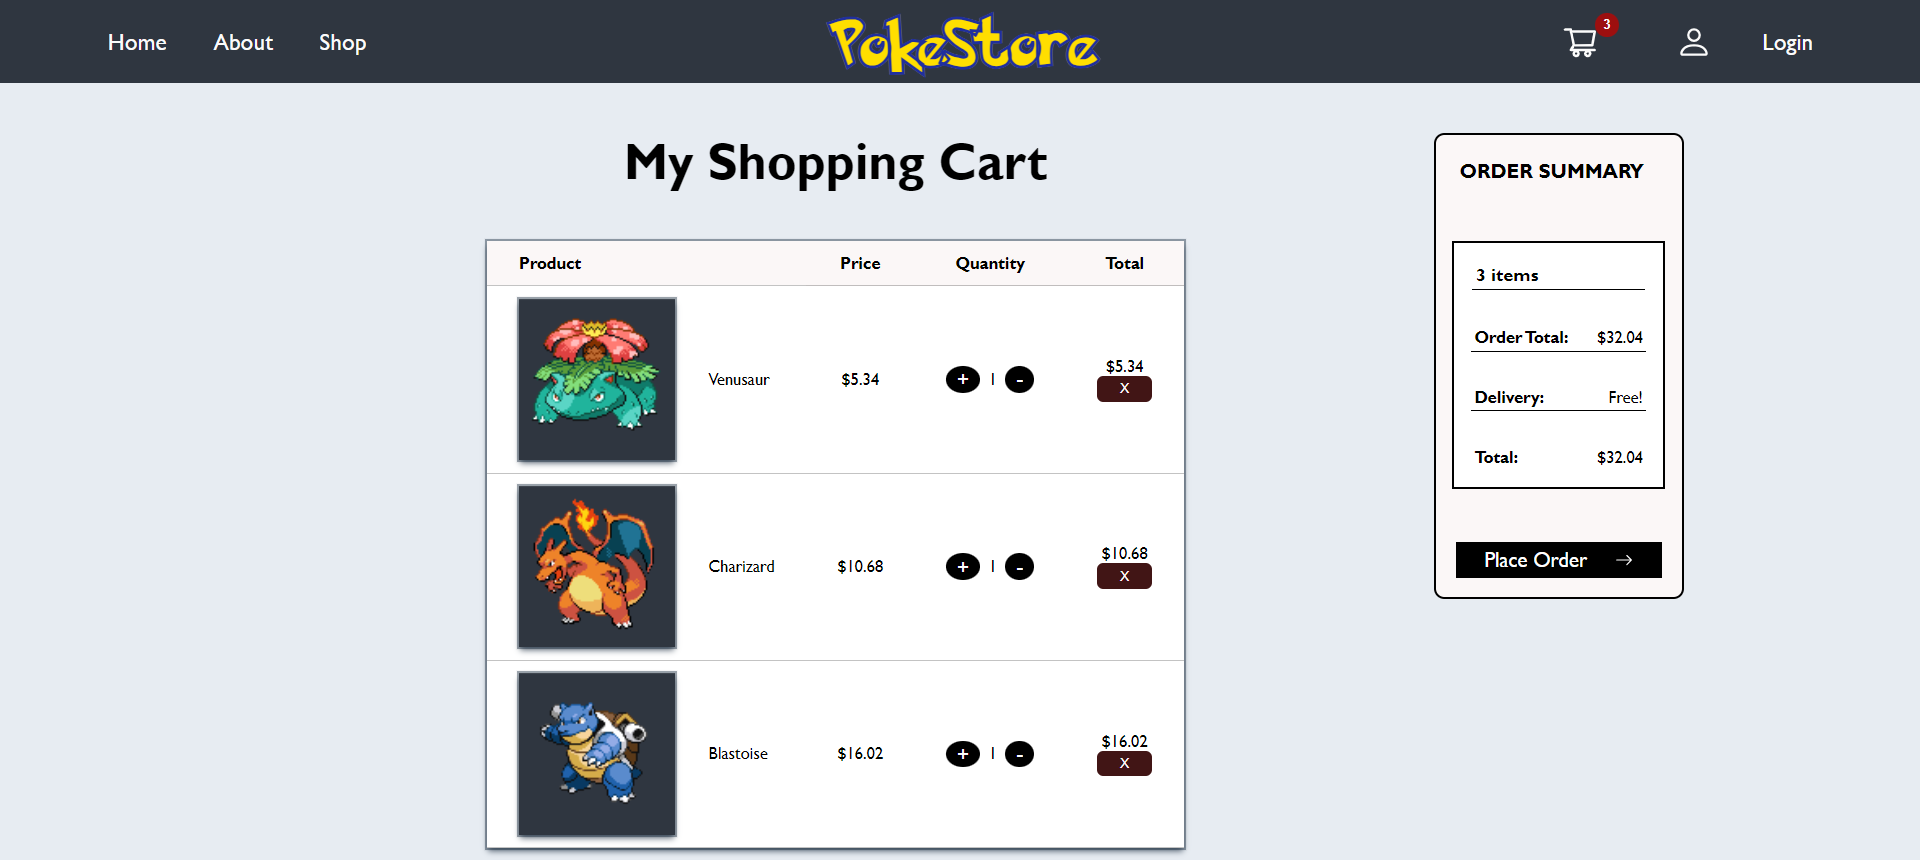 Home About Shop PokeStore 3 Login
My Shopping Cart
Product Price Quantity Total
Venusaur $5.34 + 1 - $5.34
X
Charizard $10.68 + 1 - $10.68
X
Blastoise $16.02 + 1 - $16.02
X
ORDER SUMMARY
3 items
Order Total: $32.04
Delivery: Free!
Total: $32.04
Place Order →